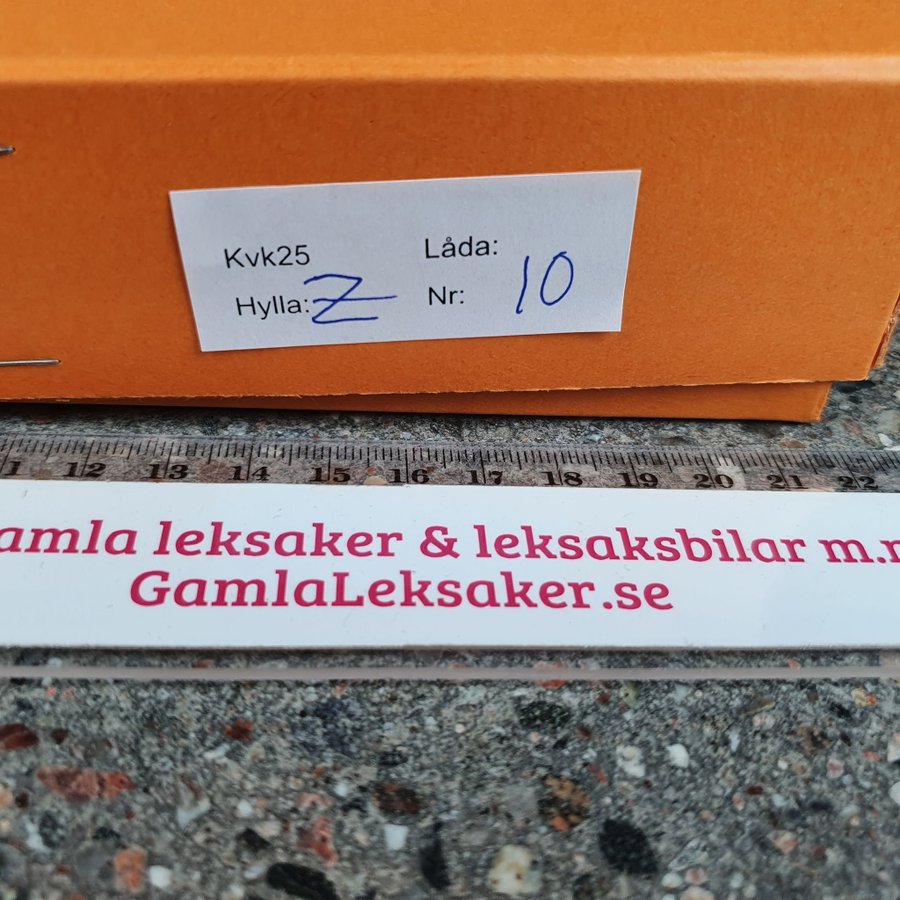 Kvk25 Låda:
Hylla: Z Nr: 10
12 13 14 15 16 17 18 19 20 21 22
amla leksaker & leksaksbilar m.
GamlaLeksaker.se